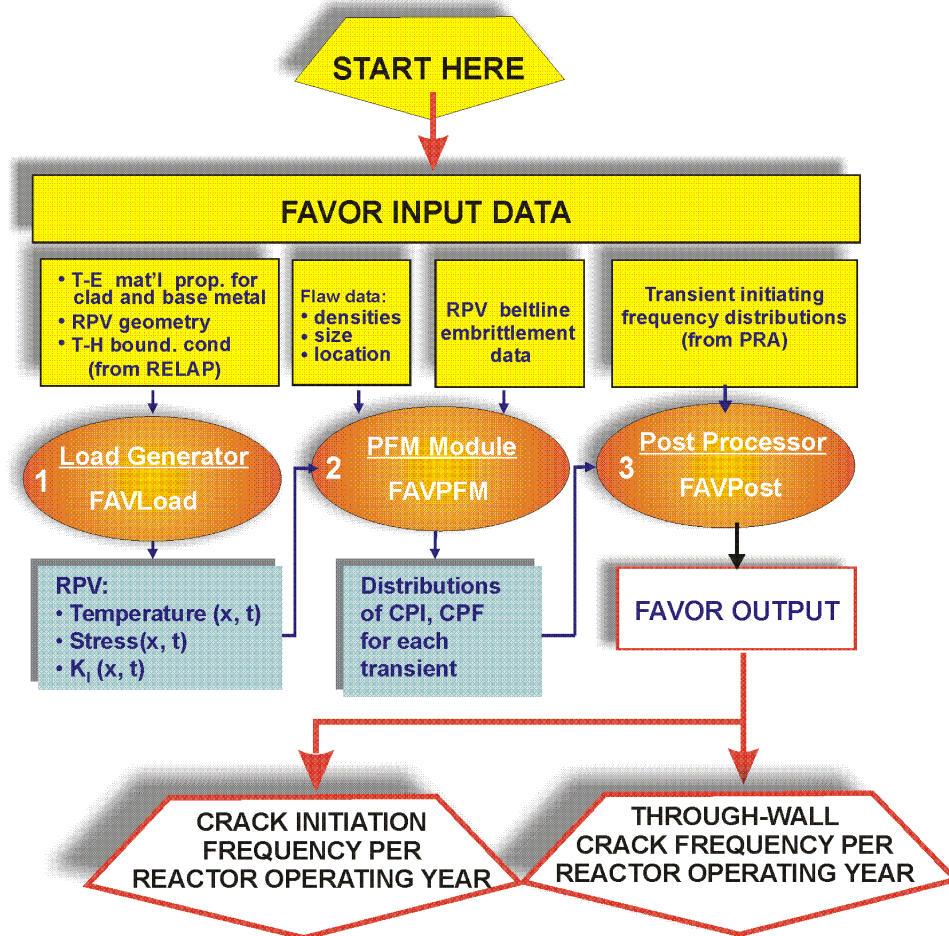 START HERE
FAVOR INPUT DATA
• T-E mat'l prop. for
clad and base metal
• RPV geometry
• T-H bound. cond
(from RELAP)
Flaw data:
• densities
• size
• location
RPV beltline
embrittlement
data
Transient initiating
frequency distributions
(from PRA)
1
Load Generator
FAVLoad
2
PFM Module
FAVPFM
3
Post Processor
FAVPost
RPV:
• Temperature (x, t)
• Stress(x, t)
• KI (x, t)
Distributions
of CPI, CPF
for each
transient
FAVOR OUTPUT
CRACK INITIATION
FREQUENCY PER
REACTOR OPERATING YEAR
THROUGH-WALL
CRACK FREQUENCY PER
REACTOR OPERATING YEAR